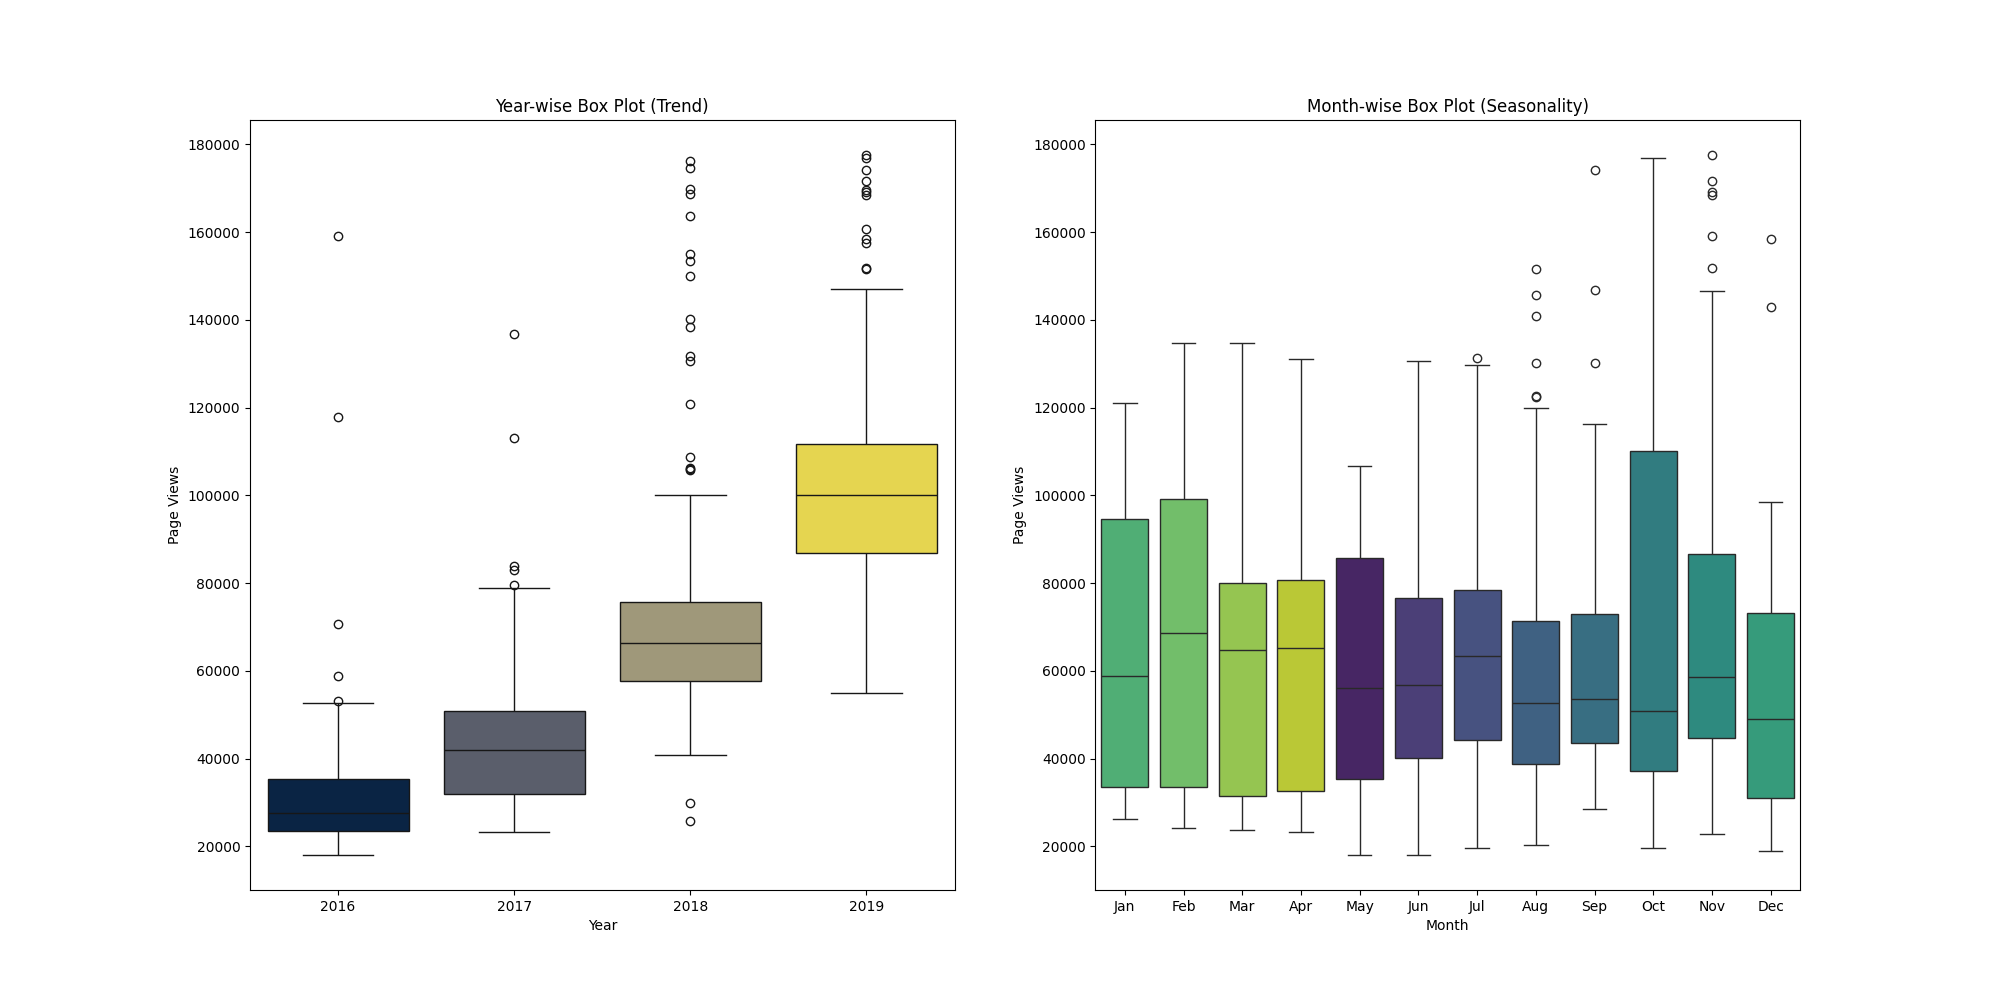 Year-wise Box Plot (Trend)
180000
160000
140000
120000
100000
80000
60000
40000
20000
Page Views
2016 2017 2018 2019
Year
Month-wise Box Plot (Seasonality)
180000
160000
140000
120000
100000
80000
60000
40000
20000
Page Views
Jan Feb Mar Apr May Jun Jul Aug Sep Oct Nov Dec
Month